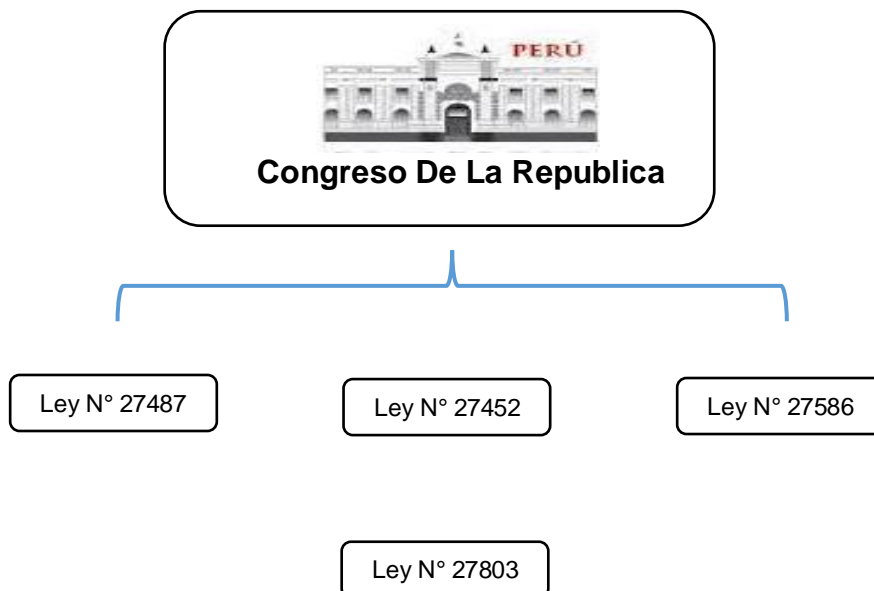 PERÚ
Congreso De La Republica
Ley N° 27487
Ley N° 27452
Ley N° 27586
Ley N° 27803